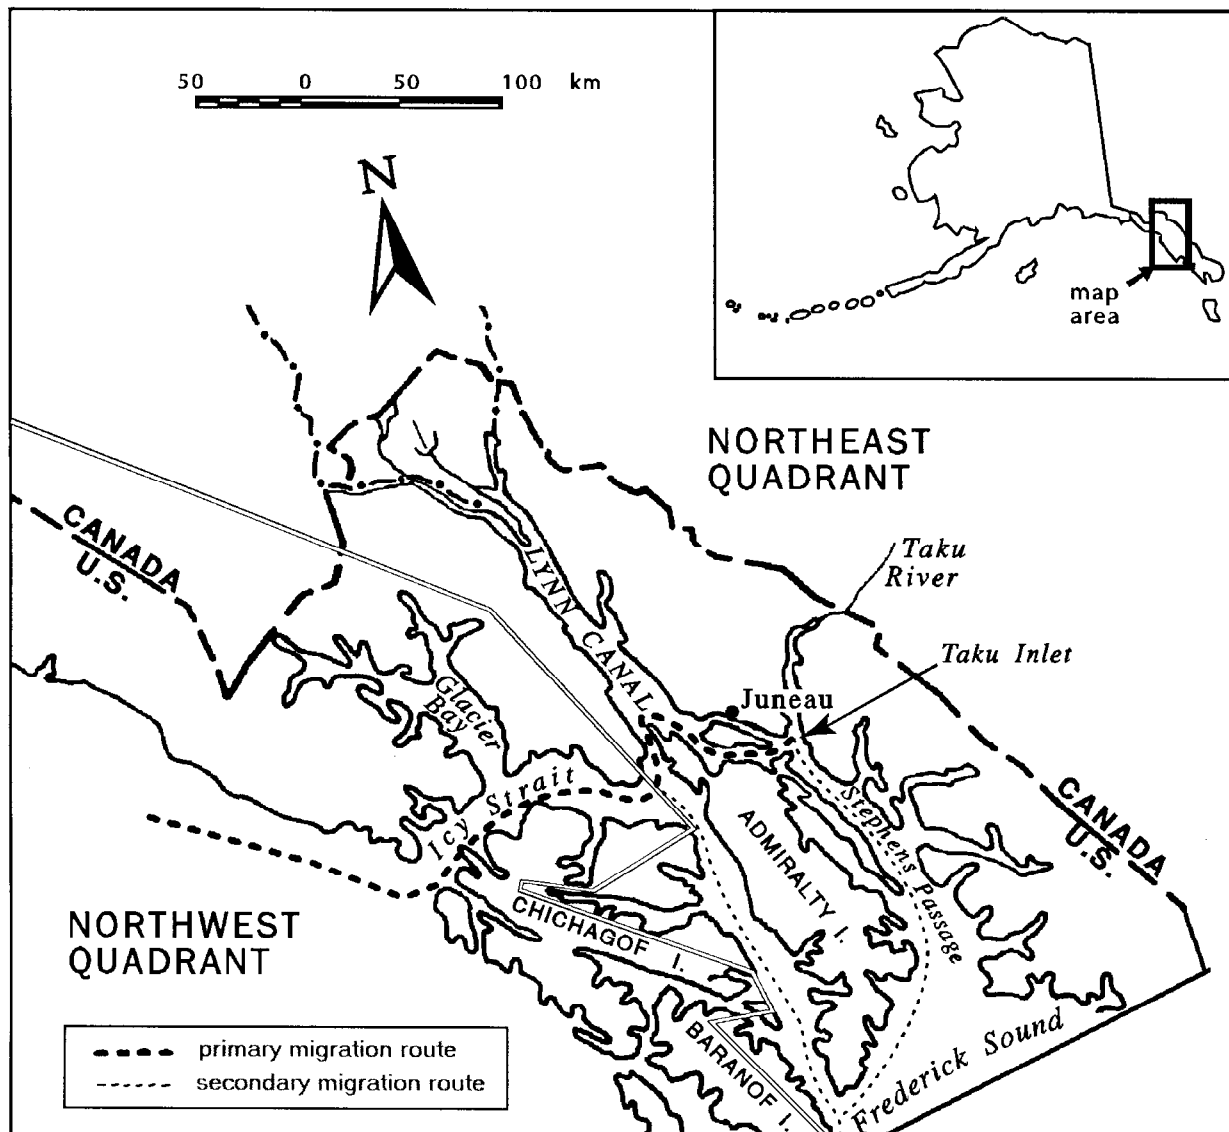 50 0 50 100 km
N
map
area
NORTHEAST
QUADRANT
CANADA
U.S.
Taku
River
LYNN CANAL
Taku Inlet
Juneau
Glacier
Bay
Icy Strait
Stephens Passage
CANADA
U.S.
ADMIRALTY I.
NORTHWEST
QUADRANT
CHICHAGOF I.
BARANOF I.
Frederick Sound
primary migration route
secondary migration route